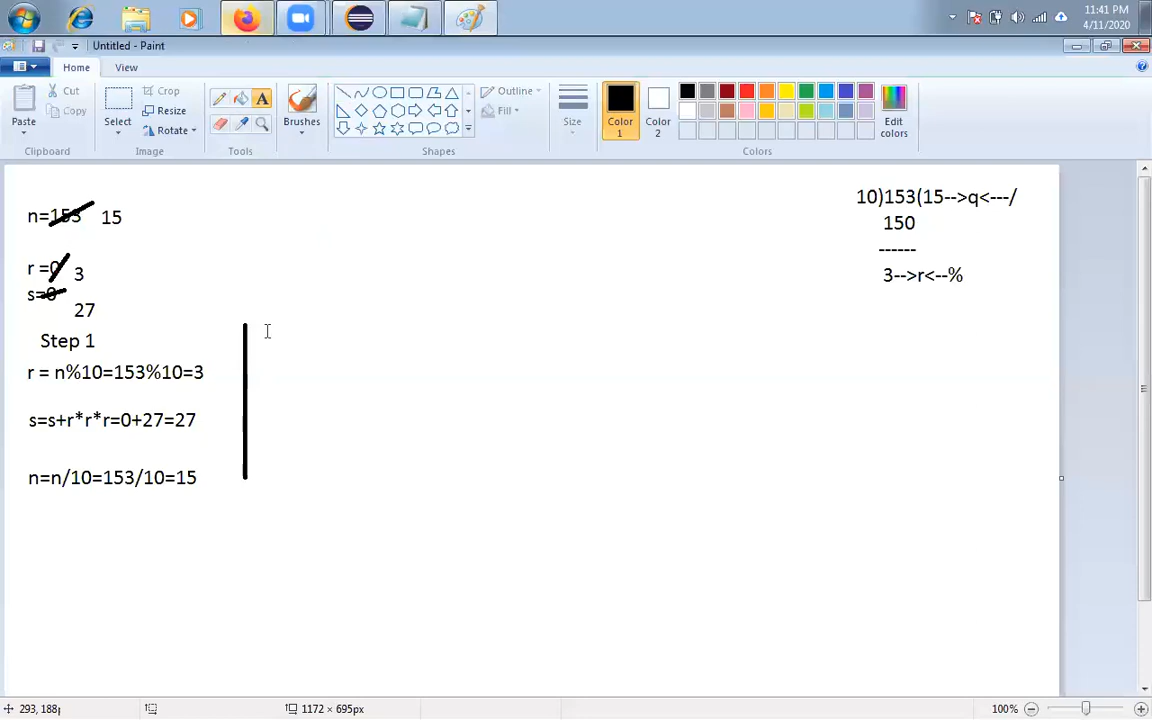 11:41 PM
4/11/2020
Untitled - Paint
Home View
Paste
Cut
Copy
Clipboard
Select
Crop
Resize
Rotate
Image
Tools
Brushes
Shapes
Outline
Fill
Size
Color 1
Color 2
Edit colors
Colors
n=153 15
r =0 3
s=0
27
Step 1
r = n%10=153%10=3
s=s+r*r*r=0+27=27
n=n/10=153/10=15
10)153(15-->q<---/
150
------
3-->r<--%
293, 188p
1172 × 695px
100%